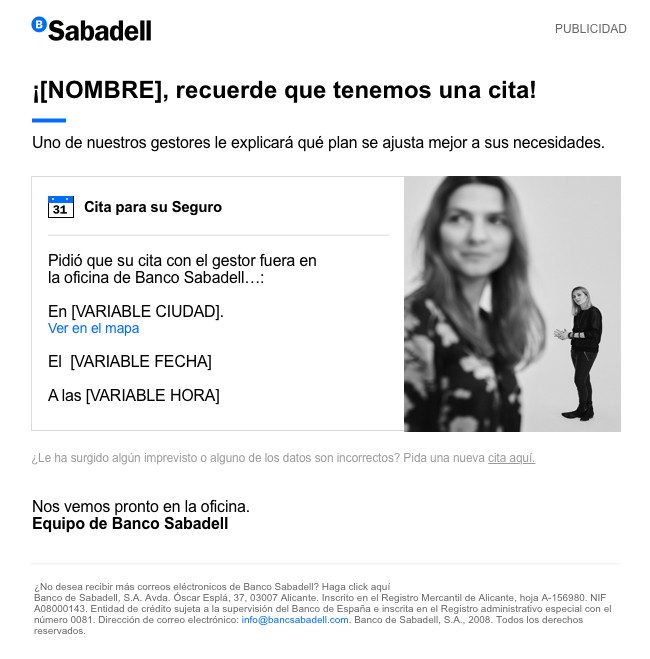 B Sabadell
PUBLICIDAD
¡[NOMBRE], recuerde que tenemos una cita!
Uno de nuestros gestores le explicará qué plan se ajusta mejor a sus necesidades.
31 Cita para su Seguro
Pidió que su cita con el gestor fuera en
la oficina de Banco Sabadell…:
En [VARIABLE CIUDAD].
Ver en el mapa
El [VARIABLE FECHA]
A las [VARIABLE HORA]
¿Le ha surgido algún imprevisto o alguno de los datos son incorrectos? Pida una nueva cita aquí.
Nos vemos pronto en la oficina.
Equipo de Banco Sabadell
¿No desea recibir más correos eléctronicos de Banco Sabadell? Haga click aquí
Banco de Sabadell, S.A. Avda. Óscar Esplá, 37, 03007 Alicante. Inscrito en el Registro Mercantil de Alicante, hoja A-156980. NIF
A08000143. Entidad de crédito sujeta a la supervisión del Banco de España e inscrita en el Registro administrativo especial con el
número 0081. Dirección de correo electrónico: info@bancsabadell.com. Banco de Sabadell, S.A., 2008. Todos los derechos
reservados.